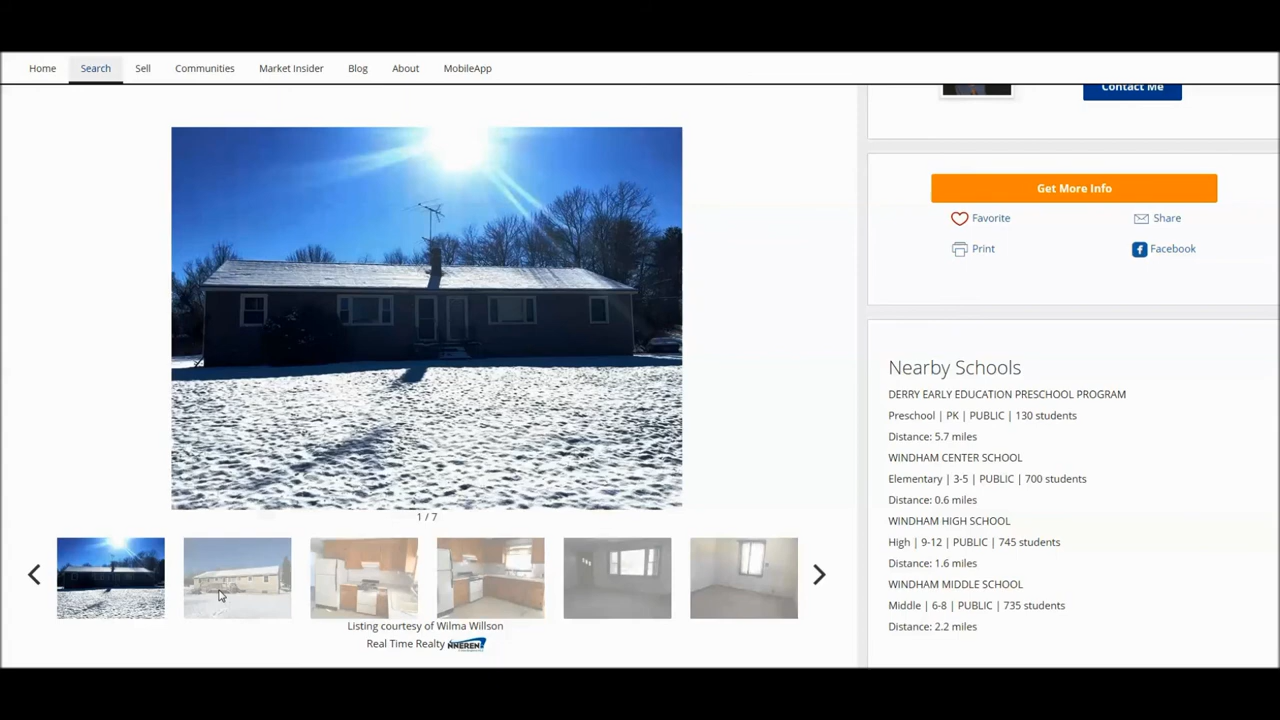 Home Search Sell Communities Market Insider Blog About MobileApp
Contact Me
Get More Info
Favorite Share
Print Facebook
Nearby Schools
DERRY EARLY EDUCATION PRESCHOOL PROGRAM
Preschool | PK | PUBLIC | 130 students
Distance: 5.7 miles
WINDHAM CENTER SCHOOL
Elementary | 3-5 | PUBLIC | 700 students
Distance: 0.6 miles
WINDHAM HIGH SCHOOL
High | 9-12 | PUBLIC | 745 students
Distance: 1.6 miles
WINDHAM MIDDLE SCHOOL
Middle | 6-8 | PUBLIC | 735 students
Distance: 2.2 miles
1 / 7
Listing courtesy of Wilma Willson
Real Time Realty NNEREN